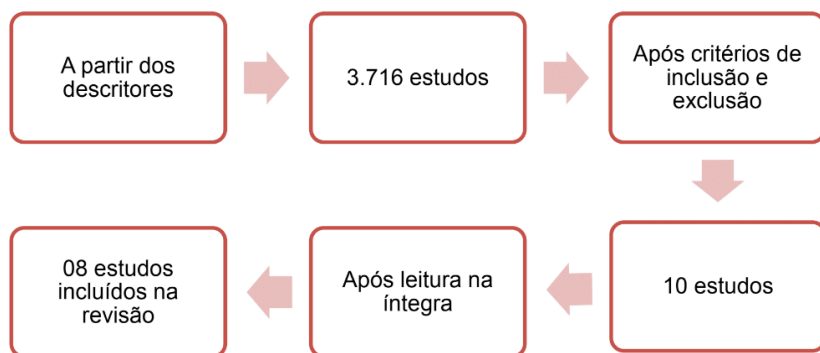 A partir dos
descritores
3.716 estudos
Após critérios de
inclusão e
exclusão
10 estudos
Após leitura na
íntegra
08 estudos
incluídos na
revisão